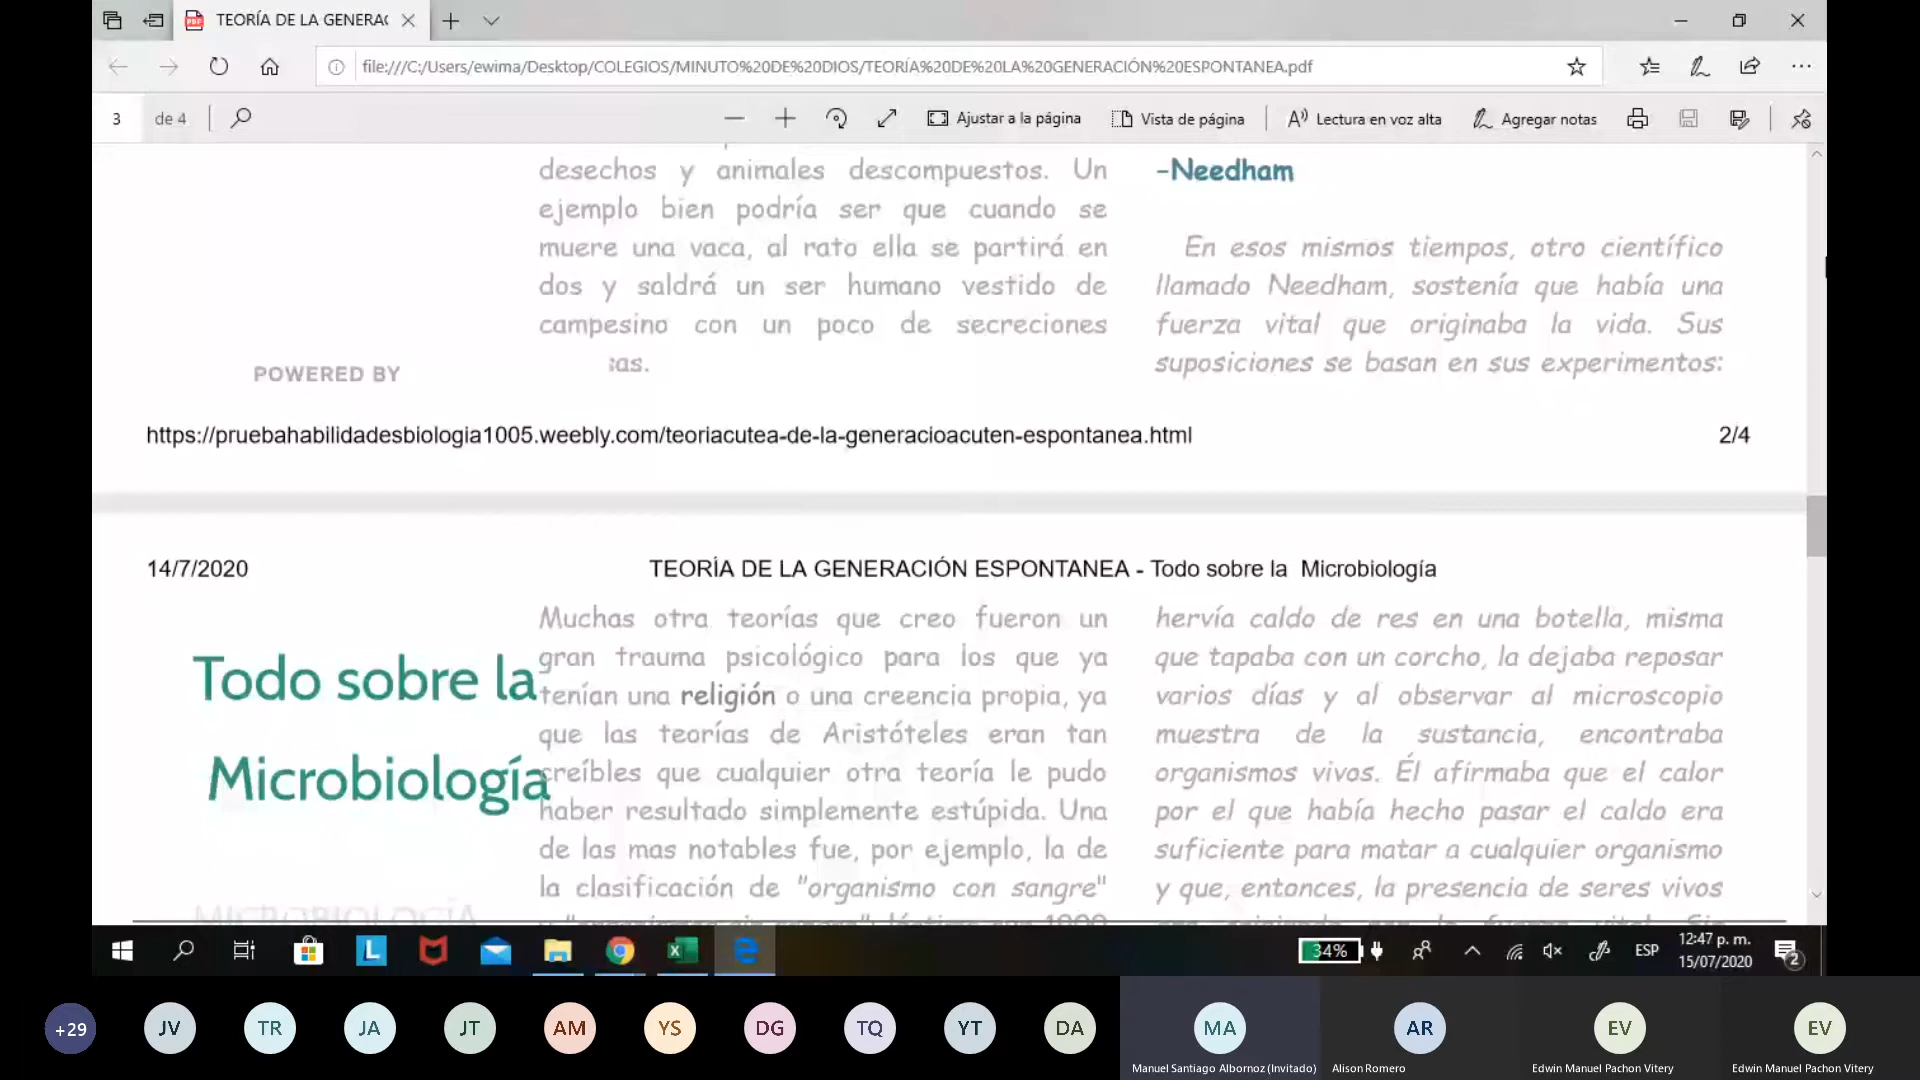 TEORÍA DE LA GENERA
file:///C:/Users/ewima/Desktop/COLEGIOS/MINUTO%20DE%20DIOS/TEORÍA%20DE%20LA%20GENERACIÓN%20ESPONTANEA.pdf
3 de 4
Ajustar a la página
Vista de página
Lectura en voz alta
Agregar notas
desechos y animales descompuestos. Un
ejemplo bien podría ser que cuando se
muere una vaca, al rato ella se partirá en
dos y saldrá un ser humano vestido de
campesino con un poco de secreciones
as.
POWERED BY
-Needham
En esos mismos tiempos, otro científico
llamado Needham, sostenía que había una
fuerza vital que originaba la vida. Sus
suposiciones se basan en sus experimentos:
https://pruebahabilidadesbiologia1005.weebly.com/teoriacutea-de-la-generacioacuten-espontanea.html
2/4
14/7/2020
TEORÍA DE LA GENERACIÓN ESPONTANEA - Todo sobre la Microbiología
Todo sobre la
Microbiología
MICROBIOLOGÍA
Muchas otra teorías que creo fueron un
gran trauma psicológico para los que ya
tenían una religión o una creencia propia, ya
que las teorías de Aristóteles eran tan
creíbles que cualquier otra teoría le pudo
haber resultado simplemente estúpida. Una
de las mas notables fue, por ejemplo, la de
la clasificación de "organismo con sangre"
hervía caldo de res en una botella, misma
que tapaba con un corcho, la dejaba reposar
varios días y al observar al microscopio
muestra de la sustancia, encontraba
organismos vivos. Él afirmaba que el calor
por el que había hecho pasar el caldo era
suficiente para matar a cualquier organismo
y que, entonces, la presencia de seres vivos
34%
ESP
12:47 p. m.
15/07/2020
2
+29
JV
TR
JA
JT
AM
YS
DG
TQ
YT
DA
MA
AR
EV
EV
Manuel Santiago Albornoz (Invitado)
Alison Romero
Edwin Manuel Pachon Vitery
Edwin Manuel Pachon Vitery